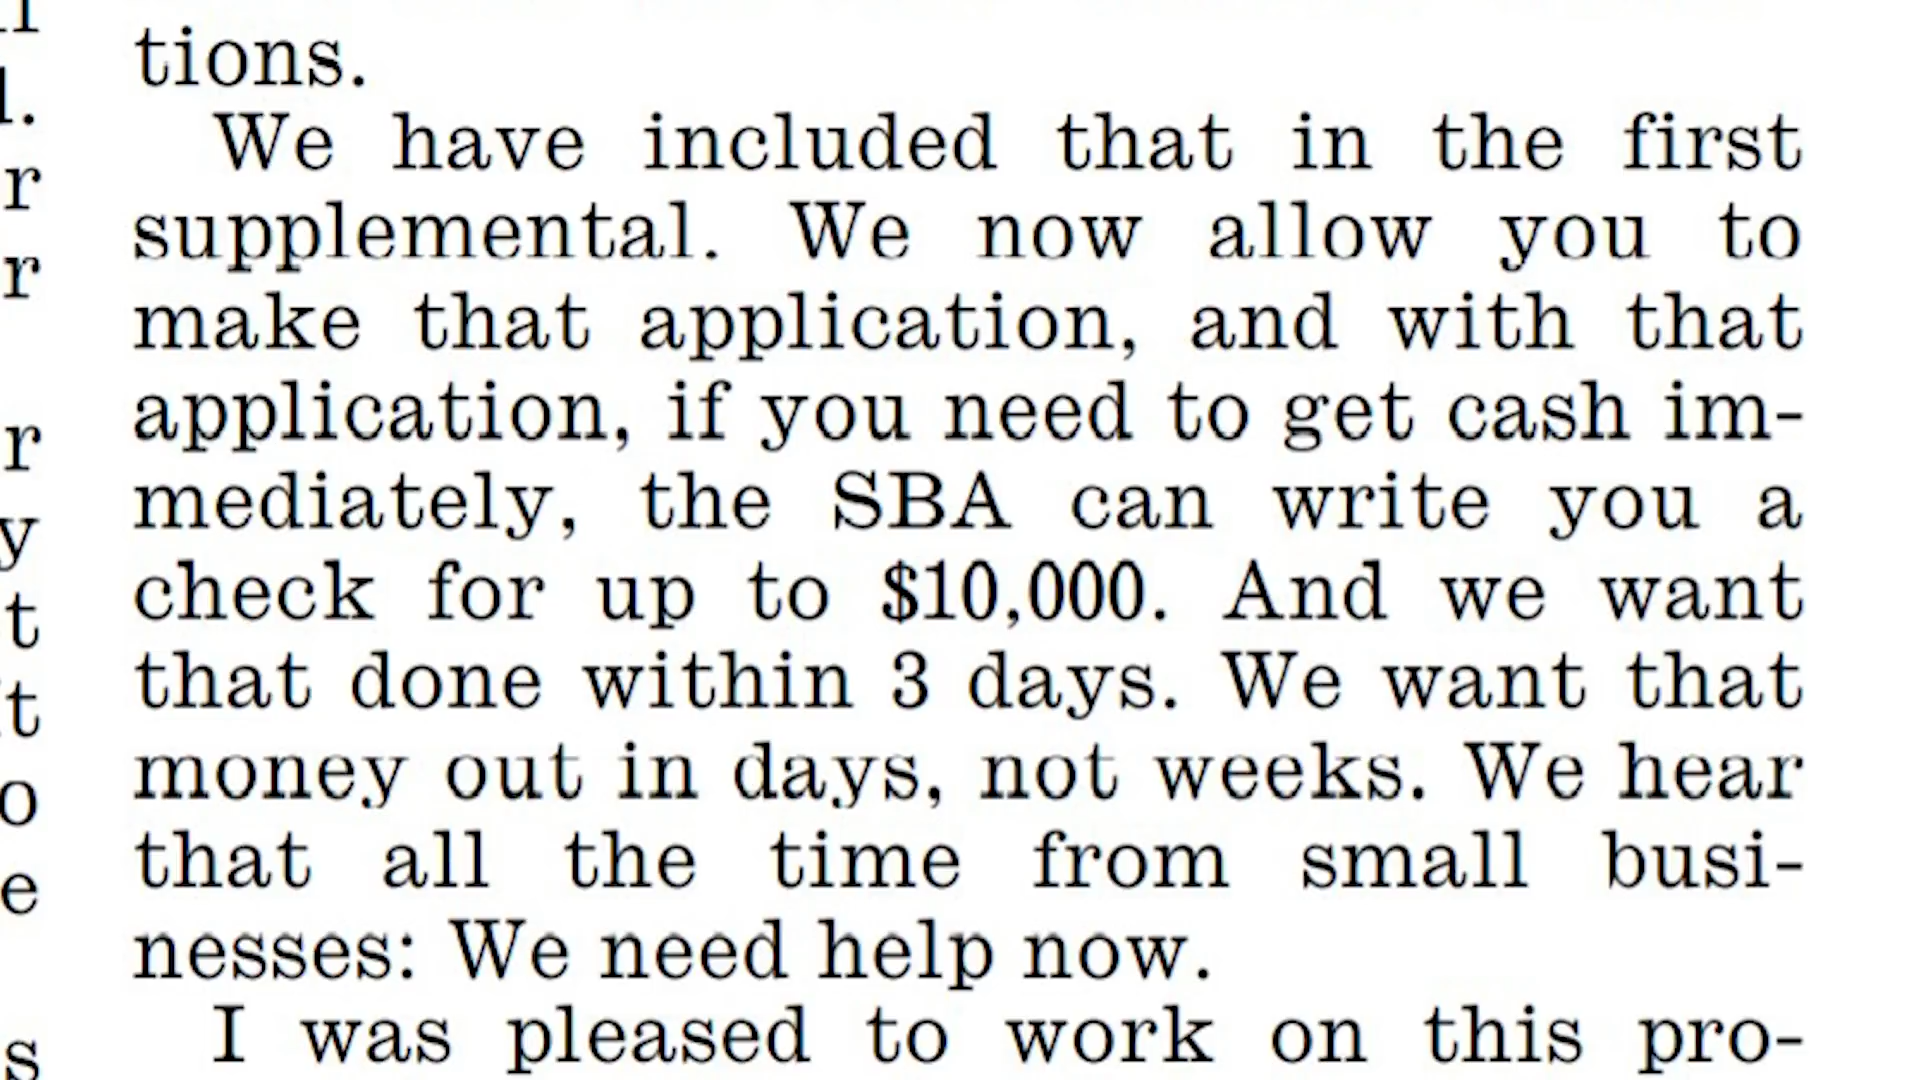 tions.
We have included that in the first
supplemental. We now allow you to
make that application, and with that
application, if you need to get cash im-
mediately, the SBA can write you a
check for up to $10,000. And we want
that done within 3 days. We want that
money out in days, not weeks. We hear
that all the time from small busi-
nesses: We need help now.
I was pleased to work on this pro-